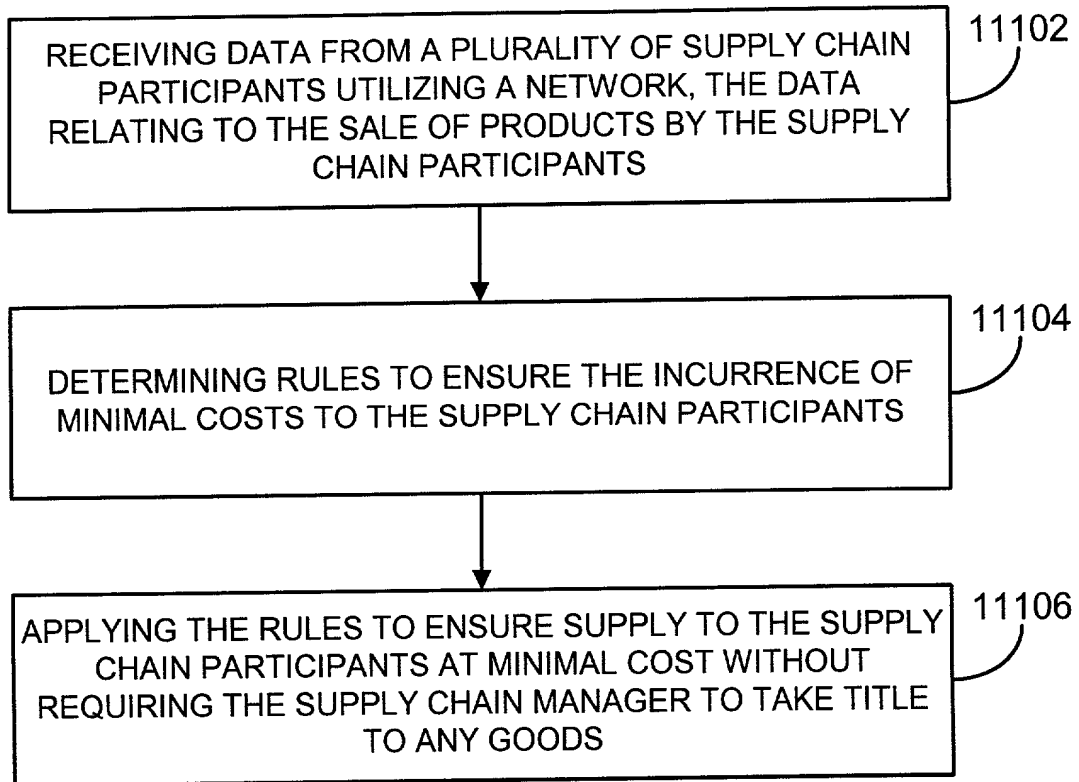 11102
RECEIVING DATA FROM A PLURALITY OF SUPPLY CHAIN
PARTICIPANTS UTILIZING A NETWORK, THE DATA
RELATING TO THE SALE OF PRODUCTS BY THE SUPPLY
CHAIN PARTICIPANTS
11104
DETERMINING RULES TO ENSURE THE INCURRENCE OF
MINIMAL COSTS TO THE SUPPLY CHAIN PARTICIPANTS
11106
APPLYING THE RULES TO ENSURE SUPPLY TO THE SUPPLY
CHAIN PARTICIPANTS AT MINIMAL COST WITHOUT
REQUIRING THE SUPPLY CHAIN MANAGER TO TAKE TITLE
TO ANY GOODS